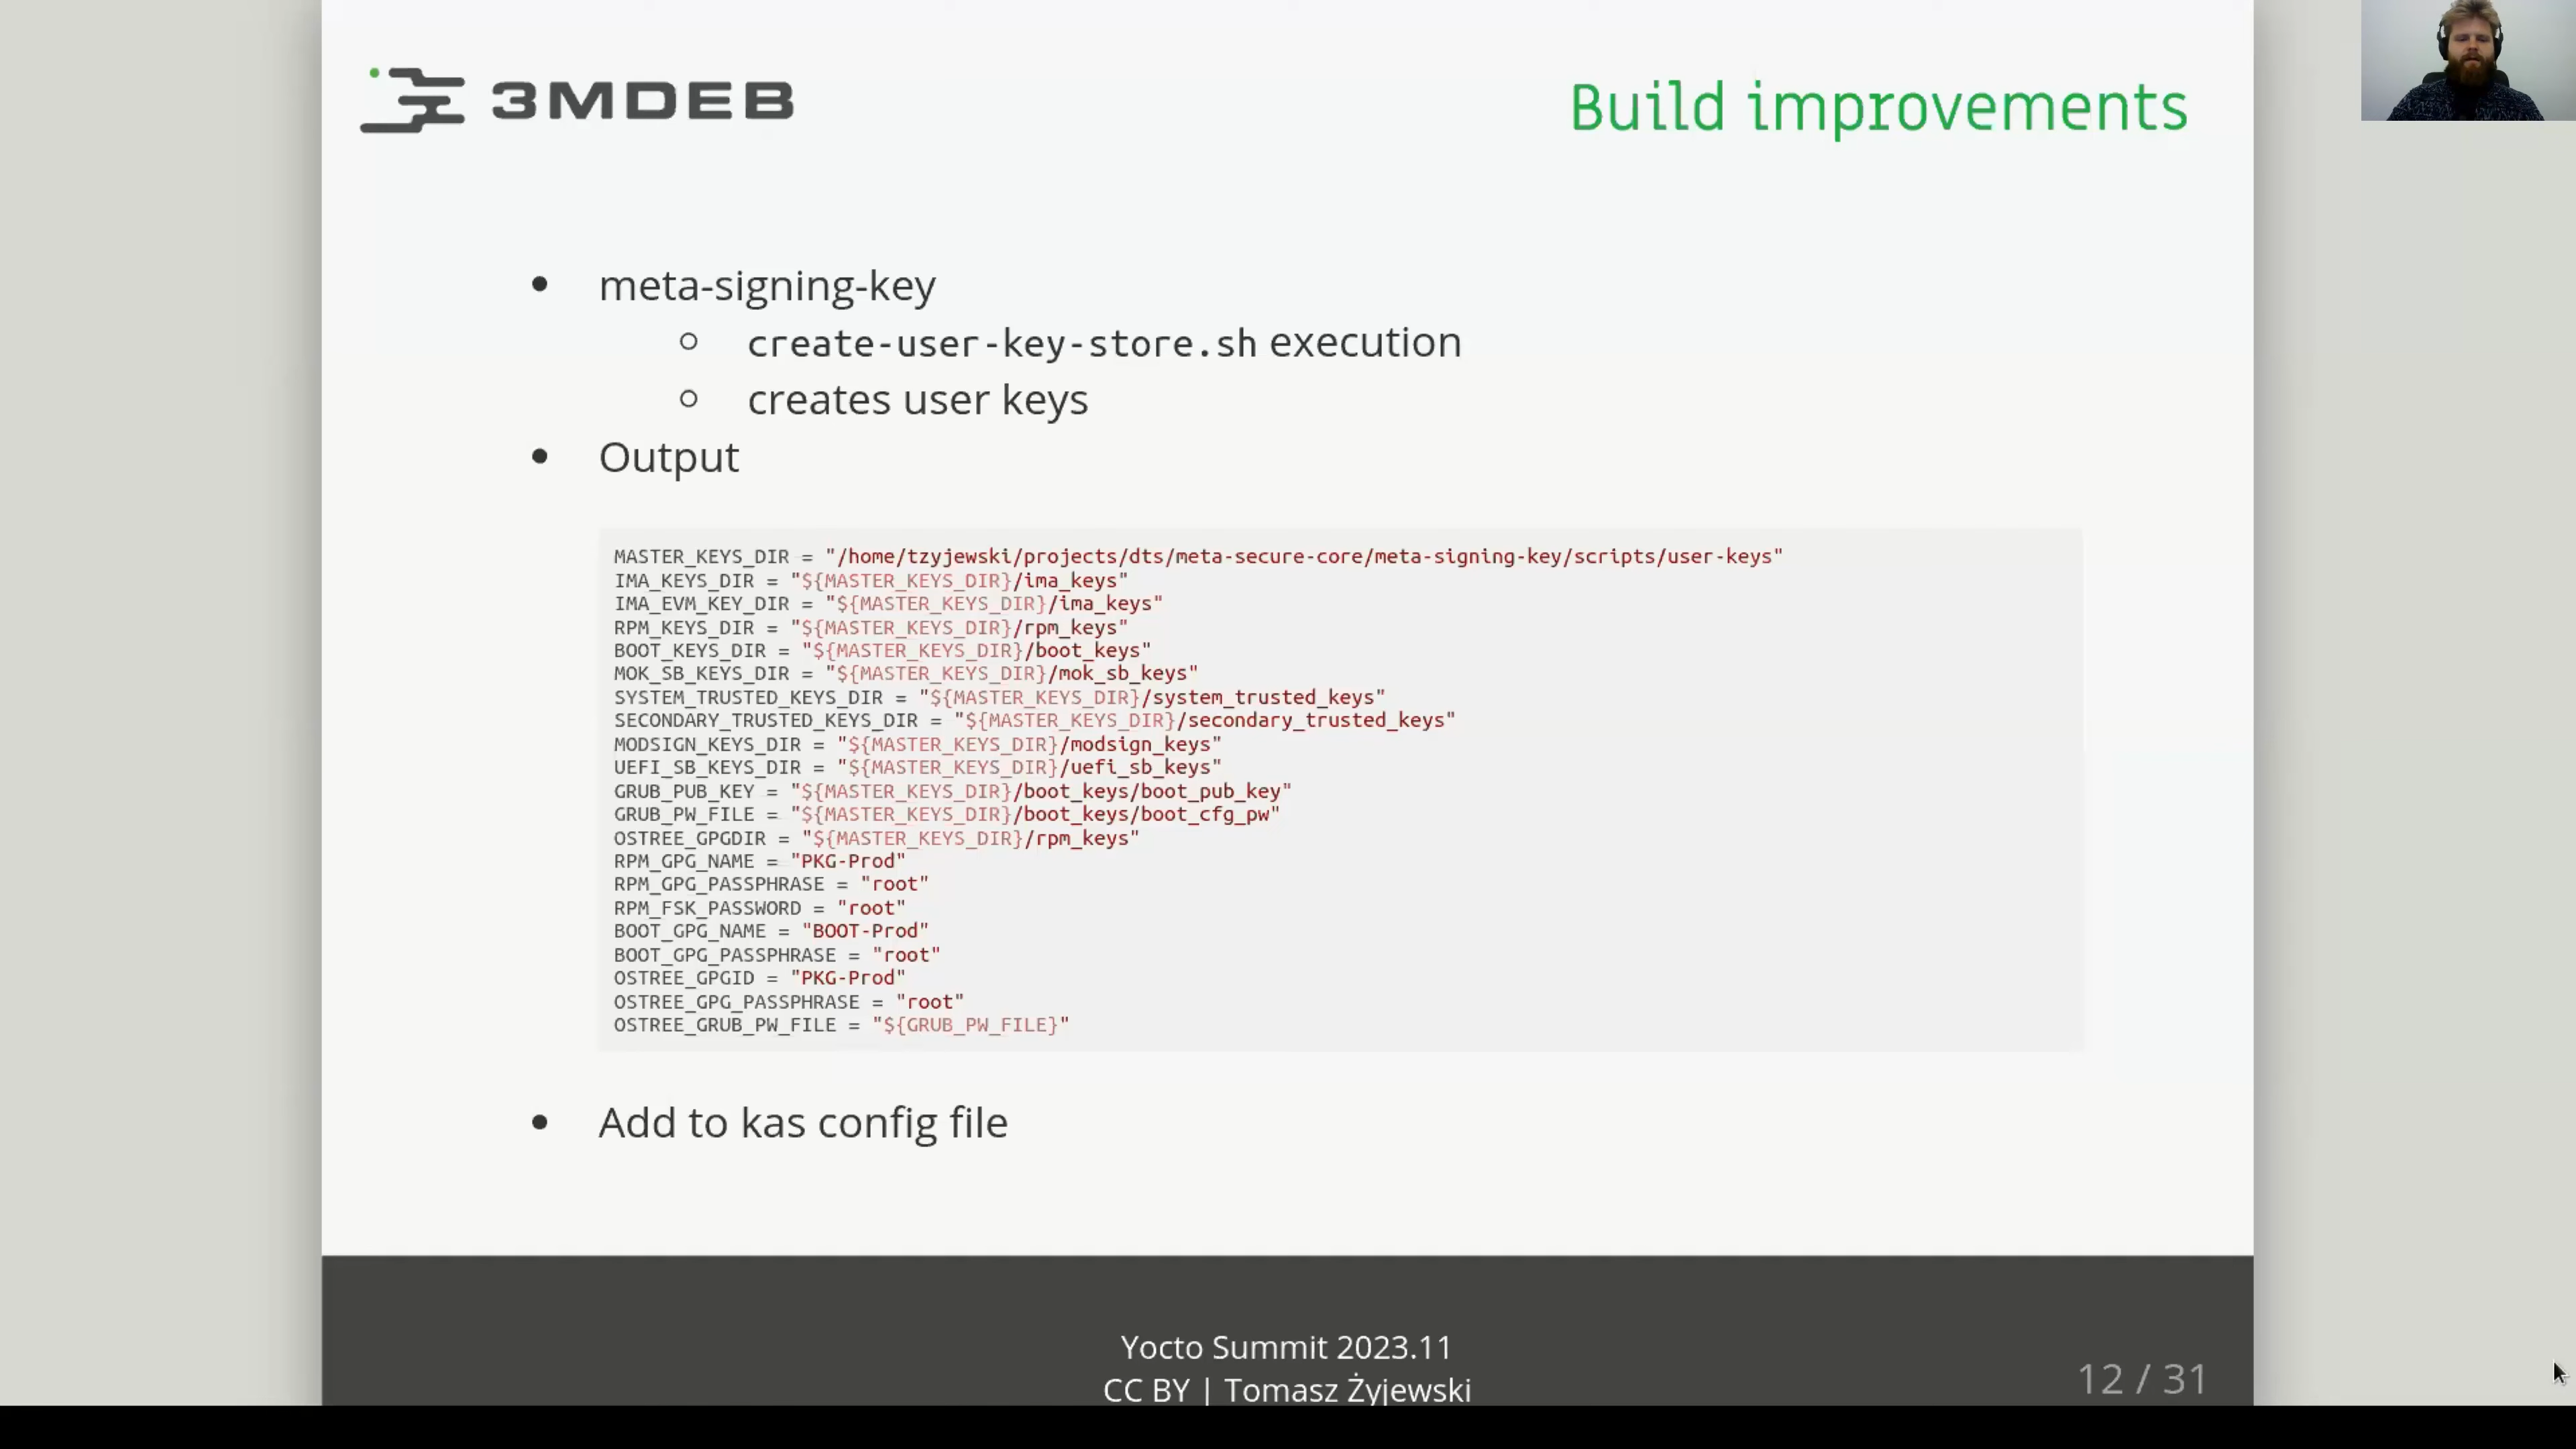 3MDEB
Build improvements
meta-signing-key
create-user-key-store.sh execution
creates user keys
Output
MASTER_KEYS_DIR = "/home/tzyjewski/projects/dts/meta-secure-core/meta-signing-key/scripts/user-keys"
IMA_KEYS_DIR = "${MASTER_KEYS_DIR}/ima_keys"
IMA_EVM_KEY_DIR = "${MASTER_KEYS_DIR}/ima_keys"
RPM_KEYS_DIR = "${MASTER_KEYS_DIR}/rpm_keys"
BOOT_KEYS_DIR = "${MASTER_KEYS_DIR}/boot_keys"
MOK_SB_KEYS_DIR = "${MASTER_KEYS_DIR}/mok_sb_keys"
SYSTEM_TRUSTED_KEYS_DIR = "${MASTER_KEYS_DIR}/system_trusted_keys"
SECONDARY_TRUSTED_KEYS_DIR = "${MASTER_KEYS_DIR}/secondary_trusted_keys"
MODSIGN_KEYS_DIR = "${MASTER_KEYS_DIR}/modsign_keys"
UEFI_SB_KEYS_DIR = "${MASTER_KEYS_DIR}/uefi_sb_keys"
GRUB_PUB_KEY = "${MASTER_KEYS_DIR}/boot_keys/boot_pub_key"
GRUB_PW_FILE = "${MASTER_KEYS_DIR}/boot_keys/boot_cfg_pw"
OSTREE_GPGDIR = "${MASTER_KEYS_DIR}/rpm_keys"
RPM_GPG_NAME = "PKG-Prod"
RPM_GPG_PASSPHRASE = "root"
RPM_FSK_PASSWORD = "root"
BOOT_GPG_NAME = "BOOT-Prod"
BOOT_GPG_PASSPHRASE = "root"
OSTREE_GPGID = "PKG-Prod"
OSTREE_GPG_PASSPHRASE = "root"
OSTREE_GRUB_PW_FILE = "${GRUB_PW_FILE}"
Add to kas config file
Yocto Summit 2023.11
CC BY | Tomasz Żyjewski
12 / 31